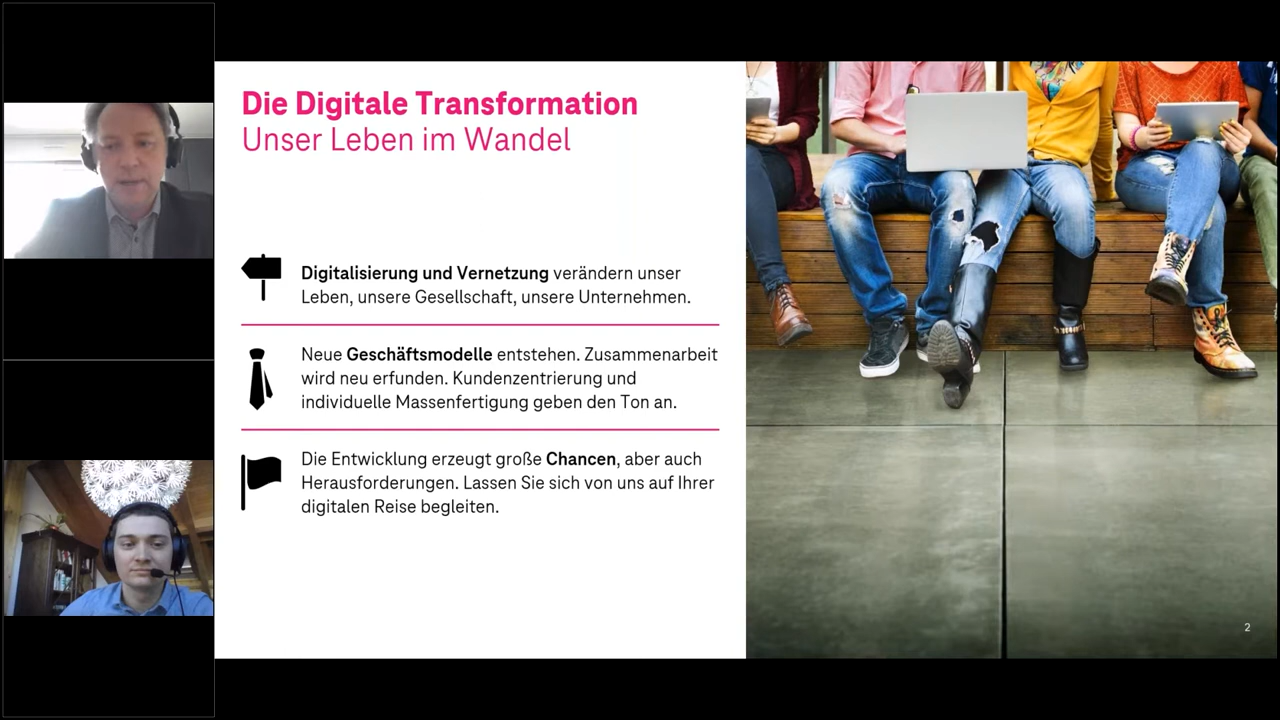 Die Digitale Transformation
Unser Leben im Wandel
Digitalisierung und Vernetzung verändern unser
Leben, unsere Gesellschaft, unsere Unternehmen.
Neue Geschäftsmodelle entstehen. Zusammenarbeit
wird neu erfunden. Kundenzentrierung und
individuelle Massenfertigung geben den Ton an.
Die Entwicklung erzeugt große Chancen, aber auch
Herausforderungen. Lassen Sie sich von uns auf Ihrer
digitalen Reise begleiten.
2